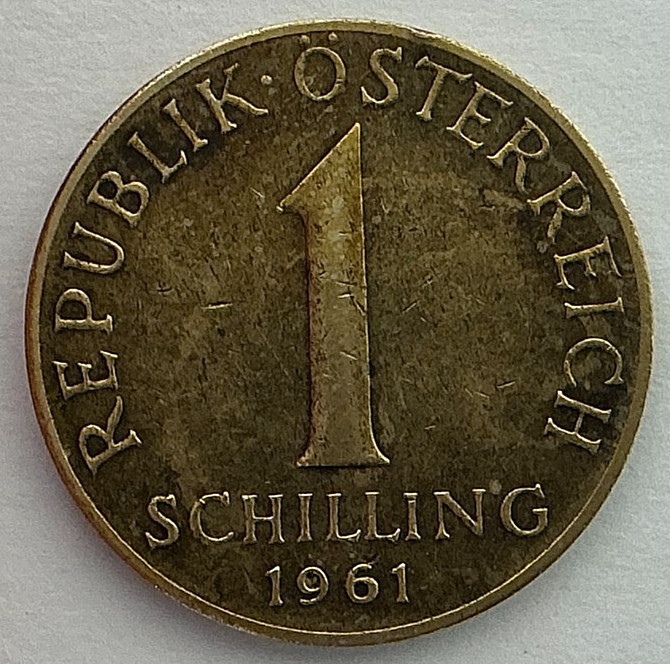 REPUBLIK · ÖSTERREICH
1
SCHILLING
1961